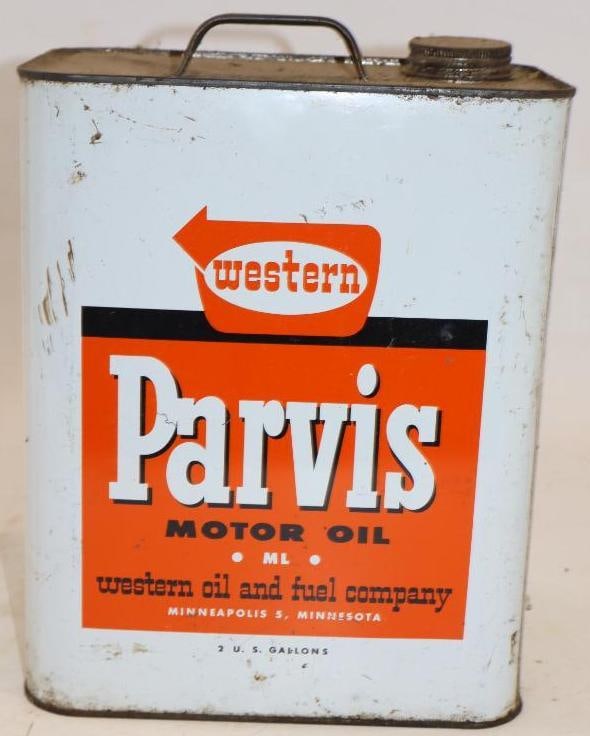 western
Parvis
MOTOR OIL
• ML •
western oil and fuel company
MINNEAPOLIS 5, MINNESOTA
2 U. S. GALLONS